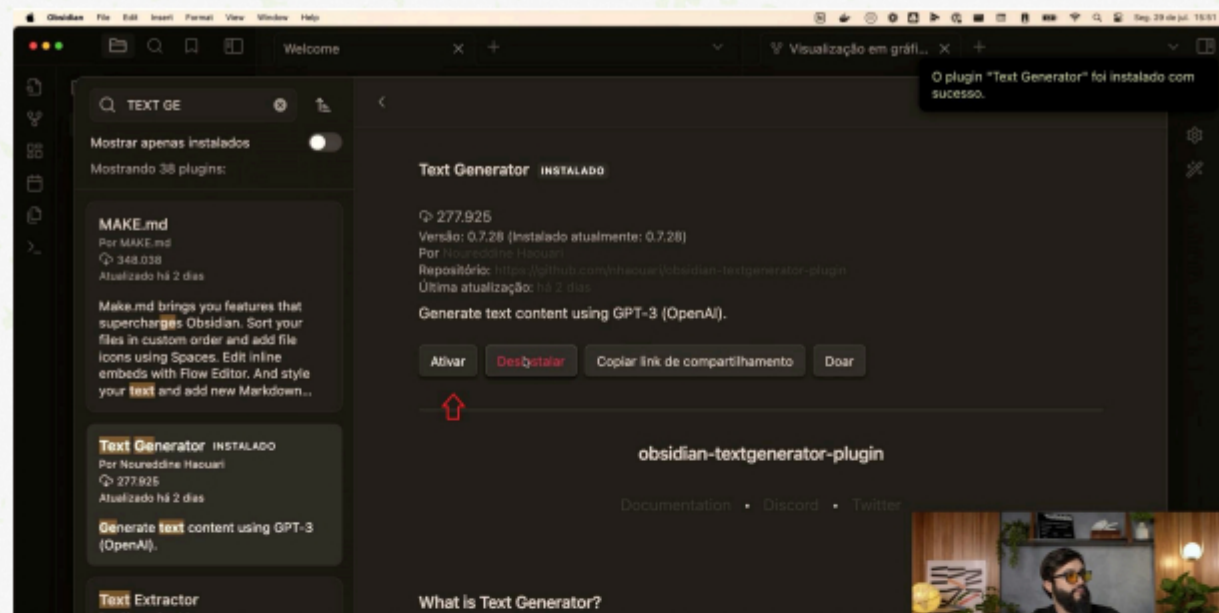 Obsidian File Edit Insert Format View Window Help
Seg. 29 de jul. 15:51
Welcome
Visualização em gráfi...
O plugin "Text Generator" foi instalado com
sucesso.
TEXT GE
Mostrar apenas instalados
Mostrando 38 plugins:
MAKE.md
Por MAKE.md
348.038
Atualizado há 2 dias
Make.md brings you features that
supercharges Obsidian. Sort your
files in custom order and add file
icons using Spaces. Edit inline
embeds with Flow Editor. And style
your text and add new Markdown...
Text Generator INSTALADO
Por Noureddine Haouari
277.925
Atualizado há 2 dias
Generate text content using GPT-3
(OpenAI).
Text Extractor
Text Generator INSTALADO
277.925
Versão: 0.7.28 (Instalado atualmente: 0.7.28)
Por Noureddine Haouari
Repositório: https://github.com/nhaouari/obsidian-textgenerator-plugin
Última atualização: há 2 dias
Generate text content using GPT-3 (OpenAI).
Ativar Desinstalar Copiar link de compartilhamento Doar
obsidian-textgenerator-plugin
Documentation • Discord • Twitter
What is Text Generator?